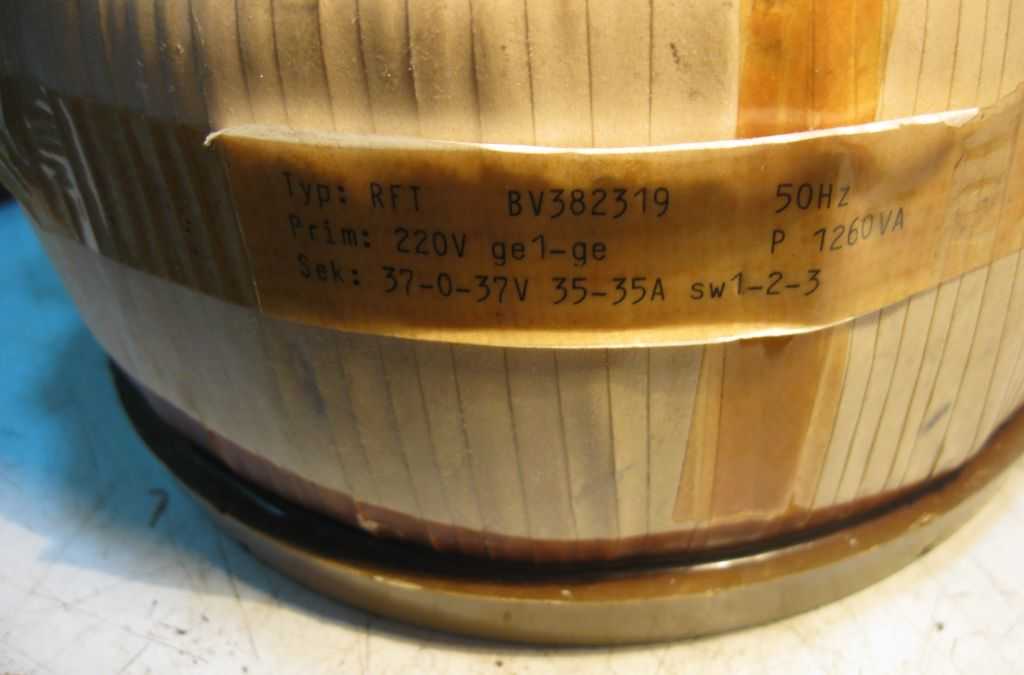 Typ: RFT BV382319 50Hz
Prim: 220V ge1-ge P 1260VA
Sek: 37-0-37V 35-35A sw1-2-3